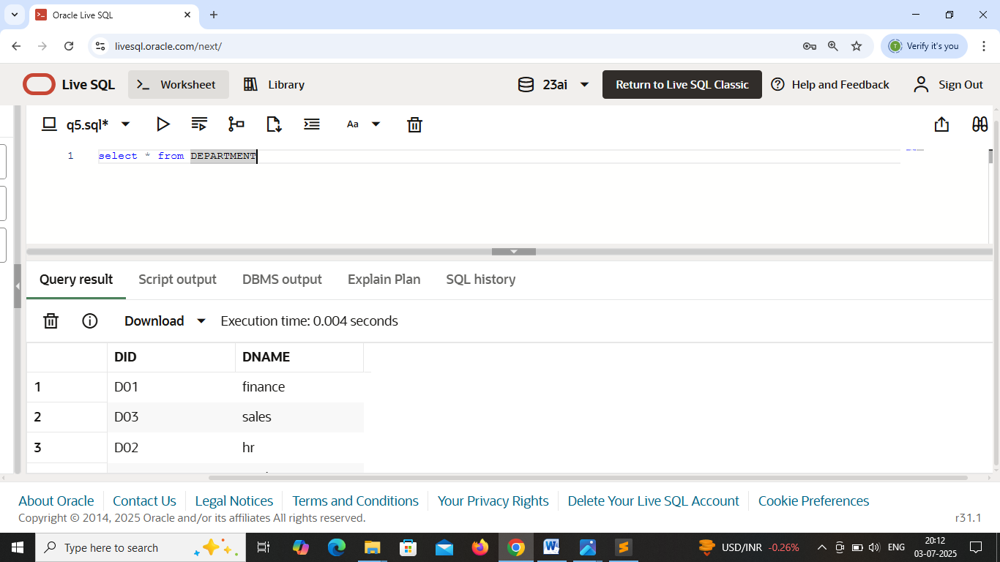 Oracle Live SQL
livesql.oracle.com/next/
T
Verify it's you
Live SQL
Worksheet
Library
23ai
Return to Live SQL Classic
Help and Feedback
Sign Out
q5.sql*
Aa
1 select * from DEPARTMENT
Query result Script output DBMS output Explain Plan SQL history
Download Execution time: 0.004 seconds
DID DNAME
1 D01 finance
2 D03 sales
3 D02 hr
About Oracle Contact Us Legal Notices Terms and Conditions Your Privacy Rights Delete Your Live SQL Account Cookie Preferences
Copyright © 2014, 2025 Oracle and/or its affiliates All rights reserved.
r31.1
Type here to search
USD/INR -0.26%
ENG
20:12
03-07-2025